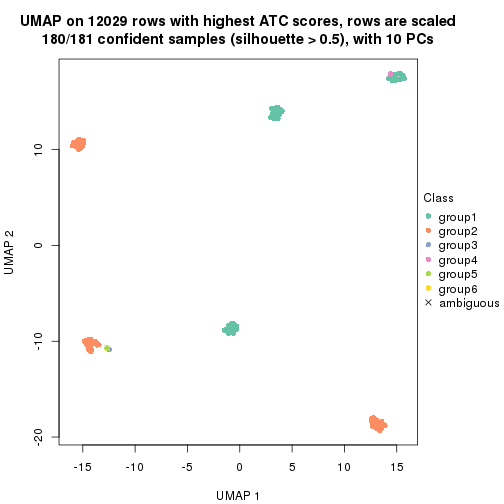 UMAP on 12029 rows with highest ATC scores, rows are scaled
180/181 confident samples (silhouette > 0.5), with 10 PCs
10
0
-10
-20
UMAP 2
-15
-10
-5
0
5
10
15
UMAP 1
Class
group1
group2
group3
group4
group5
group6
ambiguous